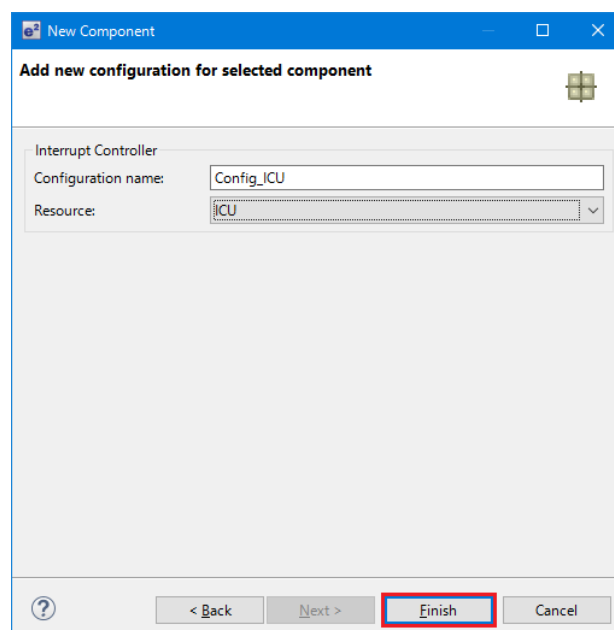 e² New Component
Add new configuration for selected component
Interrupt Controller
Configuration name: Config_ICU
Resource: ICU
? < Back Next > Finish Cancel